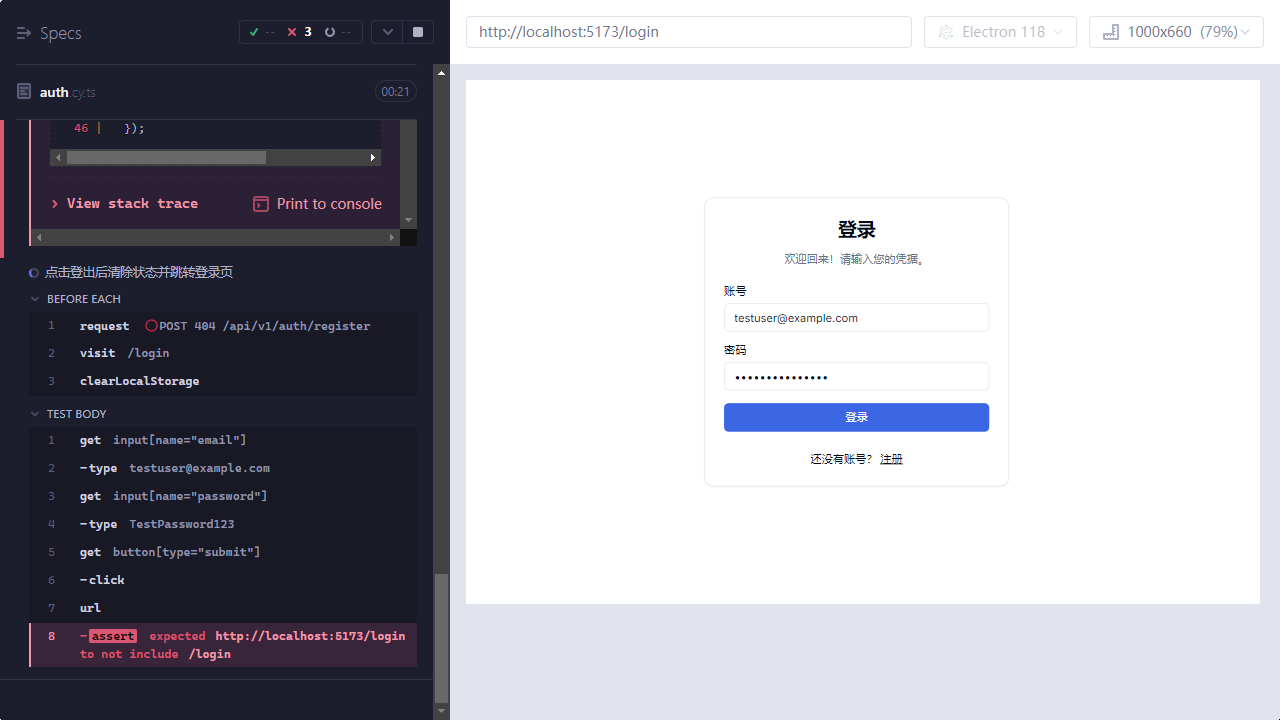 Specs
-- 3 --
auth.cy.ts 00:21
46 | });
View stack trace Print to console
点击登出后清除状态并跳转登录页
BEFORE EACH
1 request POST 404 /api/v1/auth/register
2 visit /login
3 clearLocalStorage
TEST BODY
1 get input[name="email"]
2 -type testuser@example.com
3 get input[name="password"]
4 -type TestPassword123
5 get button[type="submit"]
6 -click
7 url
8 -assert expected http://localhost:5173/login
to not include /login
http://localhost:5173/login
Electron 118
1000x660 (79%)
登录
欢迎回来！请输入您的凭据。
账号
testuser@example.com
密码
•••••••••••••••
登录
还没有账号？ 注册